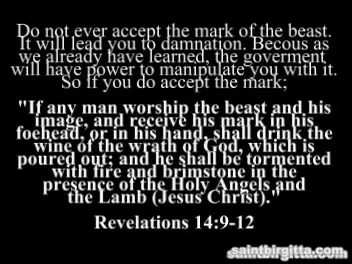 Do not ever accept the mark of the beast.
It will lead you to damnation. Becous as
we already have learned, the goverment
will have power to manipulate you with it.
So If you do accept the mark;
"If any man worship the beast and his
image, and receive his mark in his
foehead, or in his hand, shall drink the
wine of the wrath of God, which is
poured out; and he shall be tormented
with fire and brimstone in the
presence of the Holy Angels and
the Lamb (Jesus Christ)."
Revelations 14:9-12
saintbirgitta.com